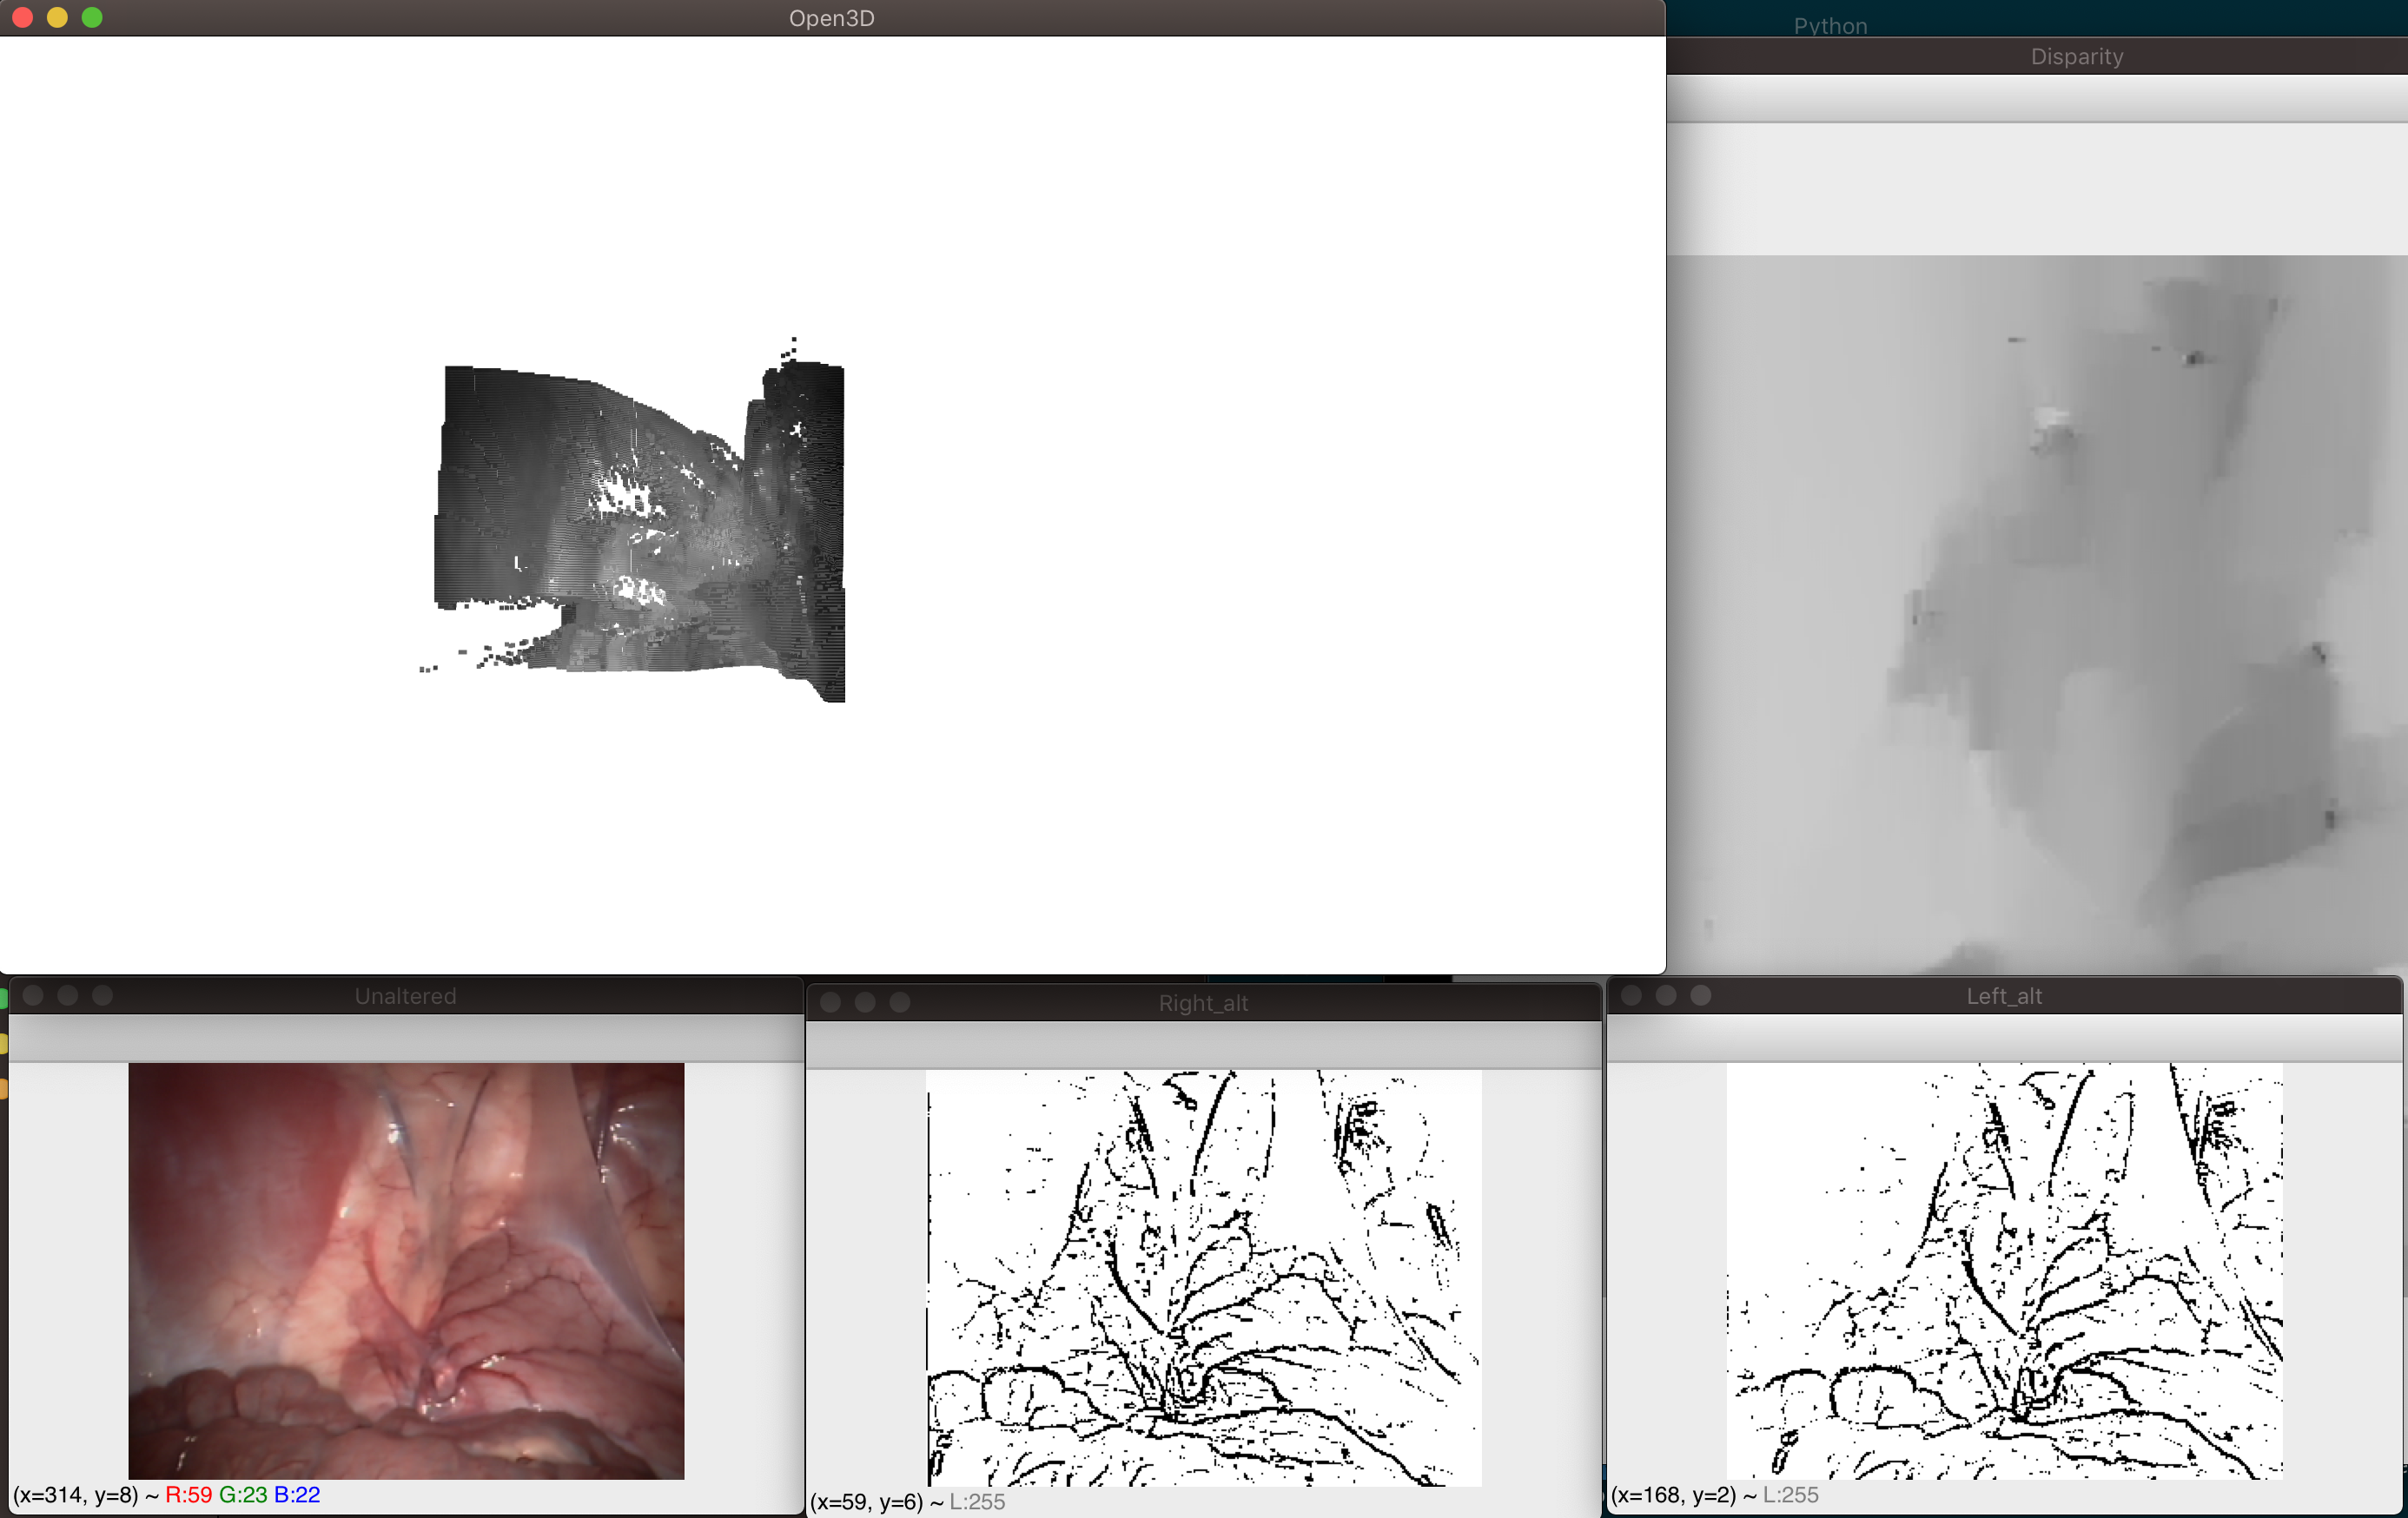 Open3D
Python
Disparity
Unaltered
Right_alt
Left_alt
(x=314, y=8) ~ R:59 G:23 B:22
(x=59, y=6) ~ L:255
(x=168, y=2) ~ L:255